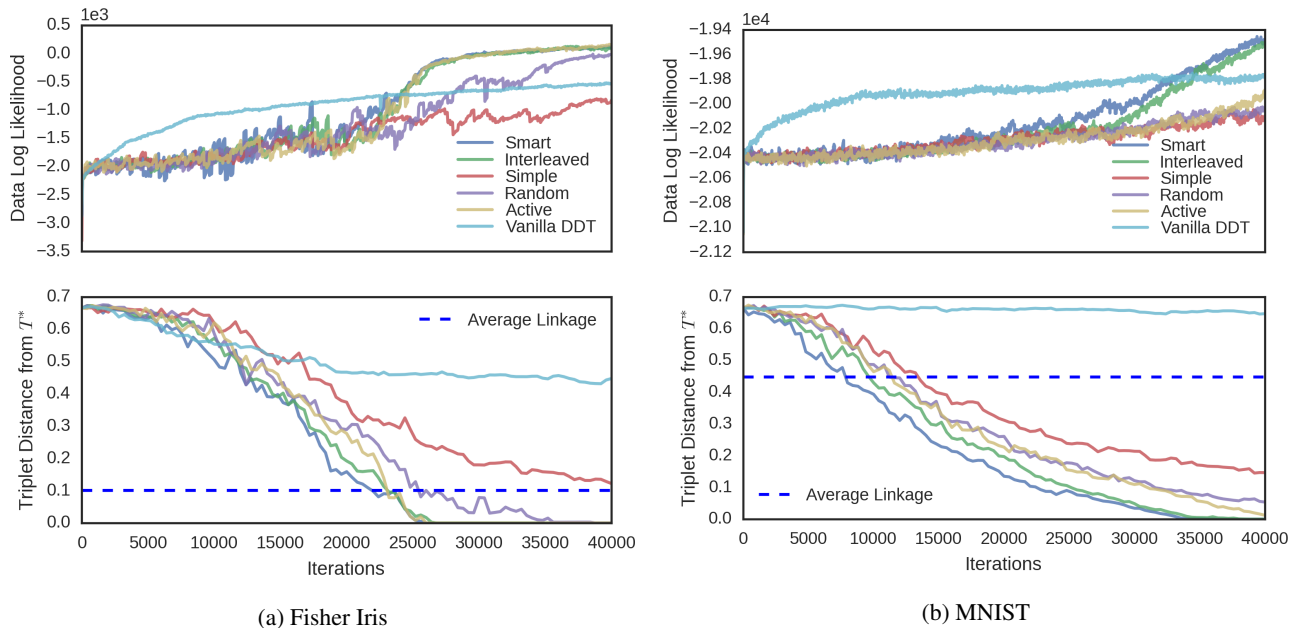 1e3
0.5
0.0
−0.5
−1.0
−1.5
−2.0
−2.5
−3.0
−3.5
Data Log Likelihood
Smart
Interleaved
Simple
Random
Active
Vanilla DDT
0.7
0.6
0.5
0.4
0.3
0.2
0.1
0.0
Triplet Distance from T*
Average Linkage
0 5000 10000 15000 20000 25000 30000 35000 40000
Iterations
(a) Fisher Iris
1e4
−1.94
−1.96
−1.98
−2.00
−2.02
−2.04
−2.06
−2.08
−2.10
−2.12
Data Log Likelihood
Smart
Interleaved
Simple
Random
Active
Vanilla DDT
0.7
0.6
0.5
0.4
0.3
0.2
0.1
0.0
Triplet Distance from T*
Average Linkage
0 5000 10000 15000 20000 25000 30000 35000 40000
Iterations
(b) MNIST